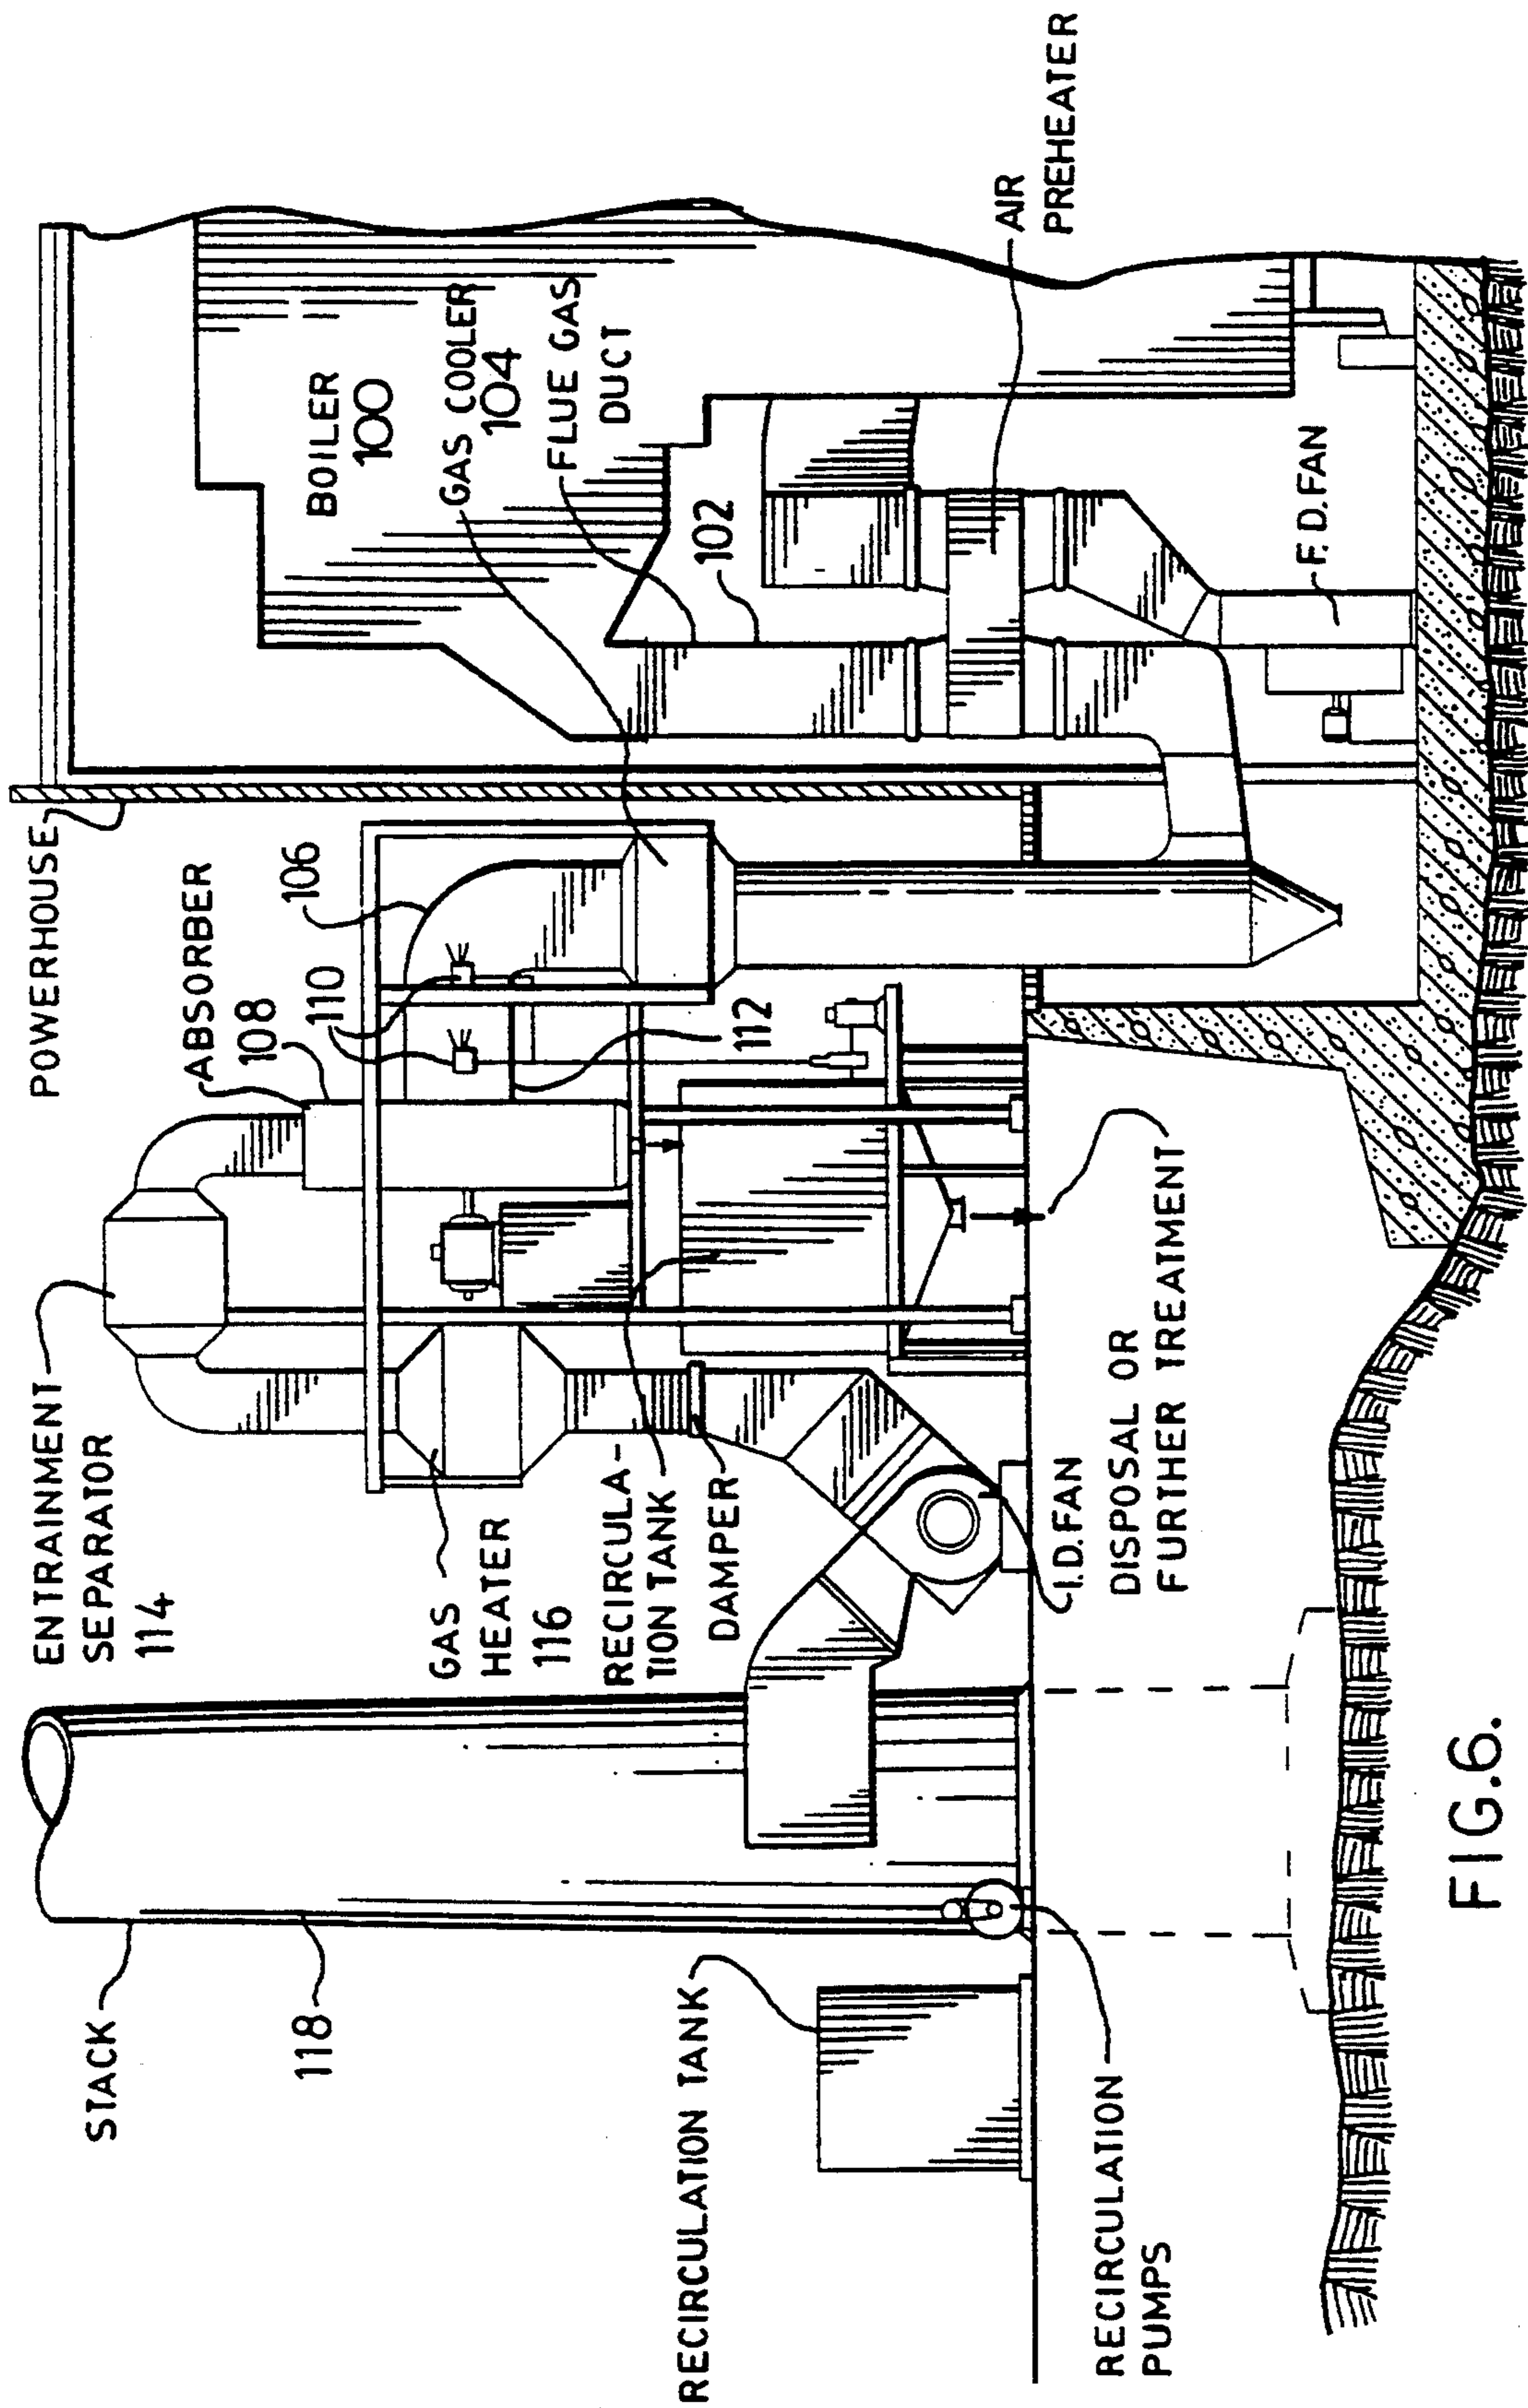 POWERHOUSE
ENTRAINMENT
SEPARATOR
114
ABSORBER
108
106
110
112
STACK
118
BOILER
100
GAS COOLER
104
FLUE GAS
DUCT
102
GAS
HEATER
116
RECIRCULA-
TION TANK
DAMPER
RECIRCULATION TANK
AIR
PREHEATER
I.D.FAN
DISPOSAL OR
FURTHER TREATMENT
RECIRCULATION
PUMPS
F.D.FAN
FIG.6.